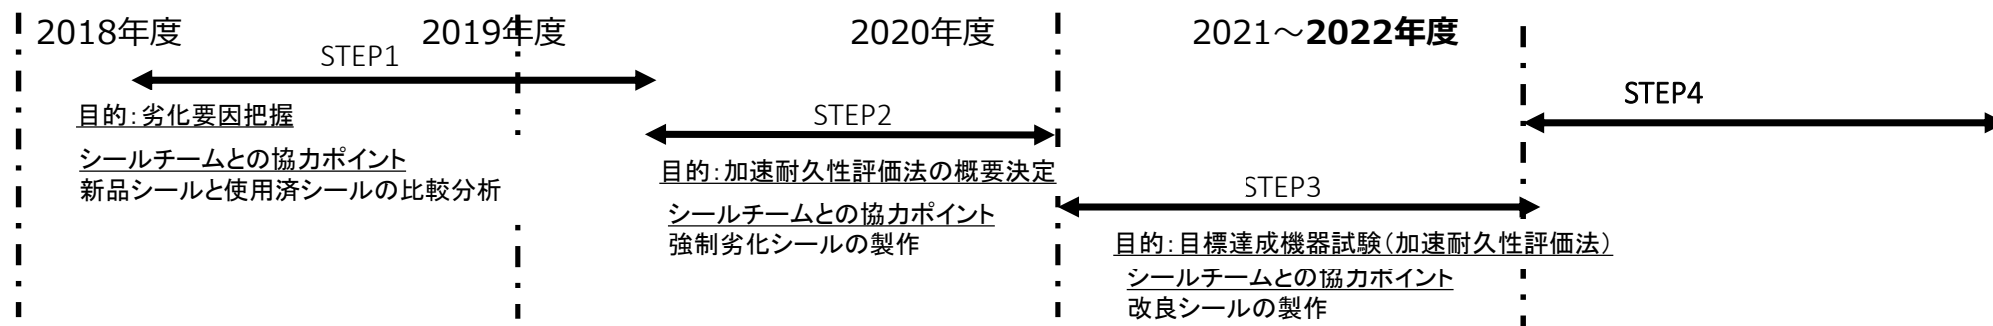 2018年度
2019年度
2020年度
2021～2022年度
STEP1
STEP2
STEP3
STEP4
目的：劣化要因把握
シールチームとの協力ポイント
新品シールと使用済シールの比較分析
目的：加速耐久性評価法の概要決定
シールチームとの協力ポイント
強制劣化シールの製作
目的：目標達成機器試験（加速耐久性評価法）
シールチームとの協力ポイント
改良シールの製作